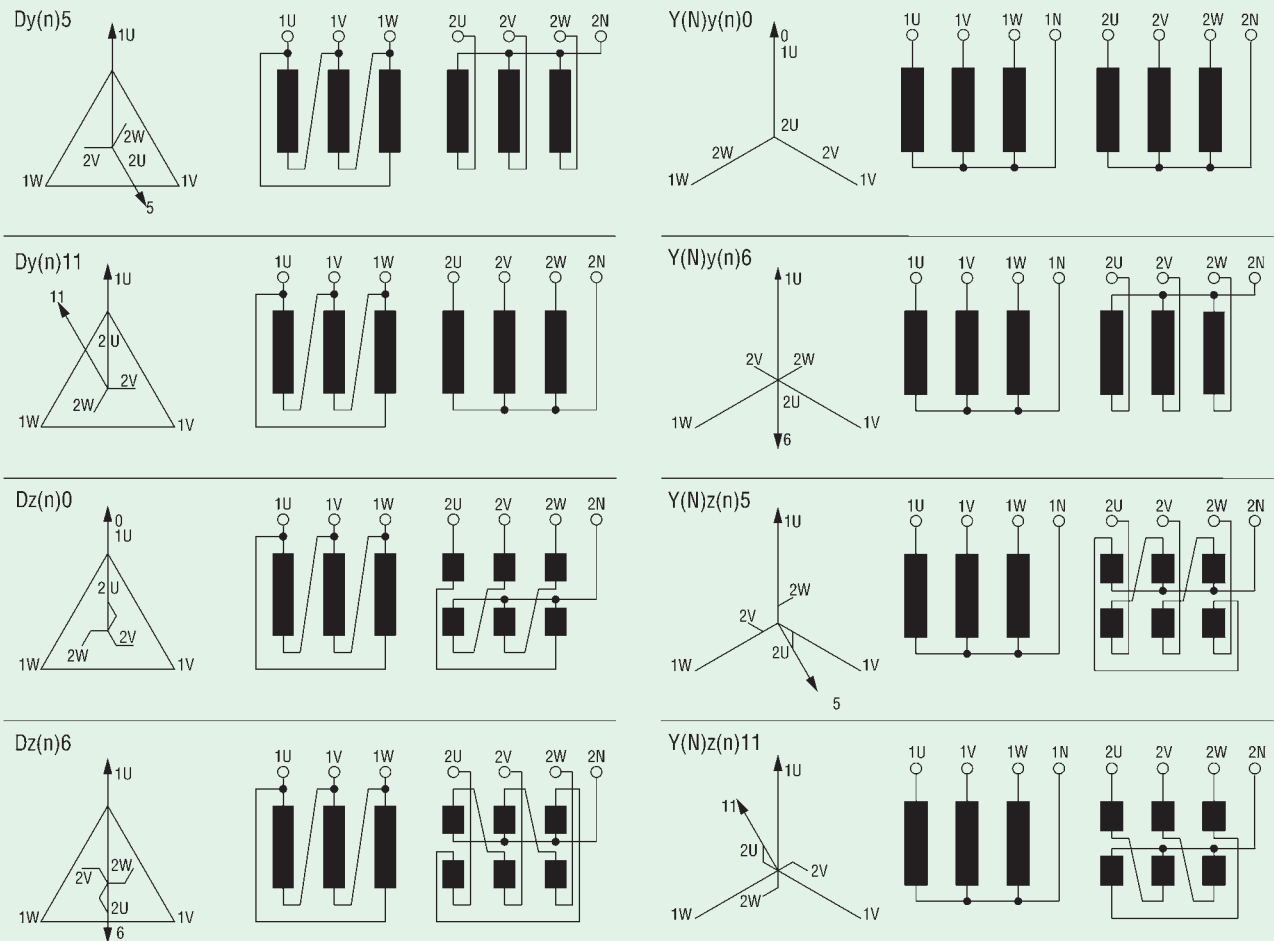 Dy(n)5
1U
2W
2V
2U
1W
1V
5
1U 1V 1W 2U 2V 2W 2N
Y(N)y(n)0
0
1U
2U
2W
2V
1W
1V
1U 1V 1W 1N 2U 2V 2W 2N
Dy(n)11
11
1U
2U
2V
2W
1W
1V
1U 1V 1W 2U 2V 2W 2N
Y(N)y(n)6
1U
2V
2W
2U
1W
1V
6
1U 1V 1W 1N 2U 2V 2W 2N
Dz(n)0
0
1U
2U
2V
2W
1W
1V
1U 1V 1W 2U 2V 2W 2N
Y(N)z(n)5
1U
2W
2V
2U
1W
1V
5
1U 1V 1W 1N 2U 2V 2W 2N
Dz(n)6
1U
2W
2V
2U
1W
1V
6
1U 1V 1W 2U 2V 2W 2N
Y(N)z(n)11
1U
11
2U
2V
2W
1W
1V
1U 1V 1W 1N 2U 2V 2W 2N